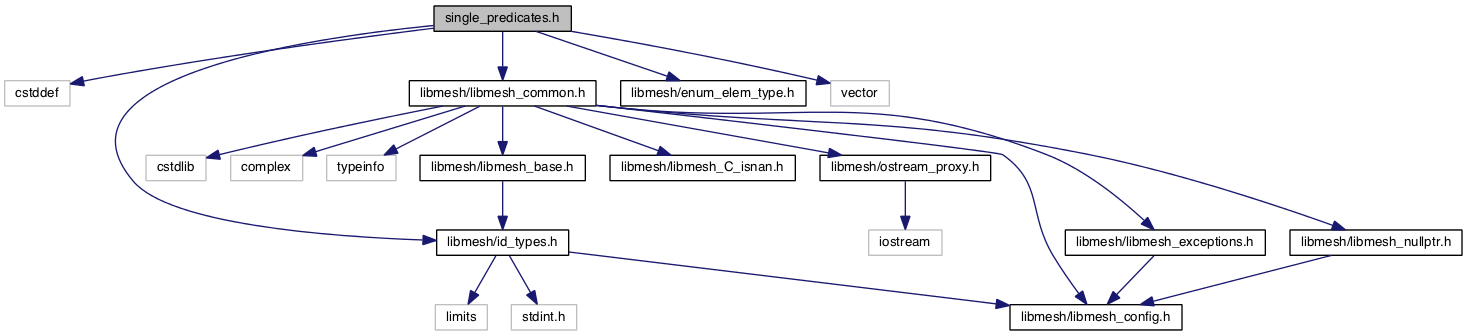 single_predicates.h
cstddef
libmesh/libmesh_common.h
libmesh/enum_elem_type.h
vector
cstdlib
complex
typeinfo
libmesh/libmesh_base.h
libmesh/libmesh_C_isnan.h
libmesh/ostream_proxy.h
libmesh/id_types.h
iostream
libmesh/libmesh_exceptions.h
libmesh/libmesh_nullptr.h
limits
stdint.h
libmesh/libmesh_config.h